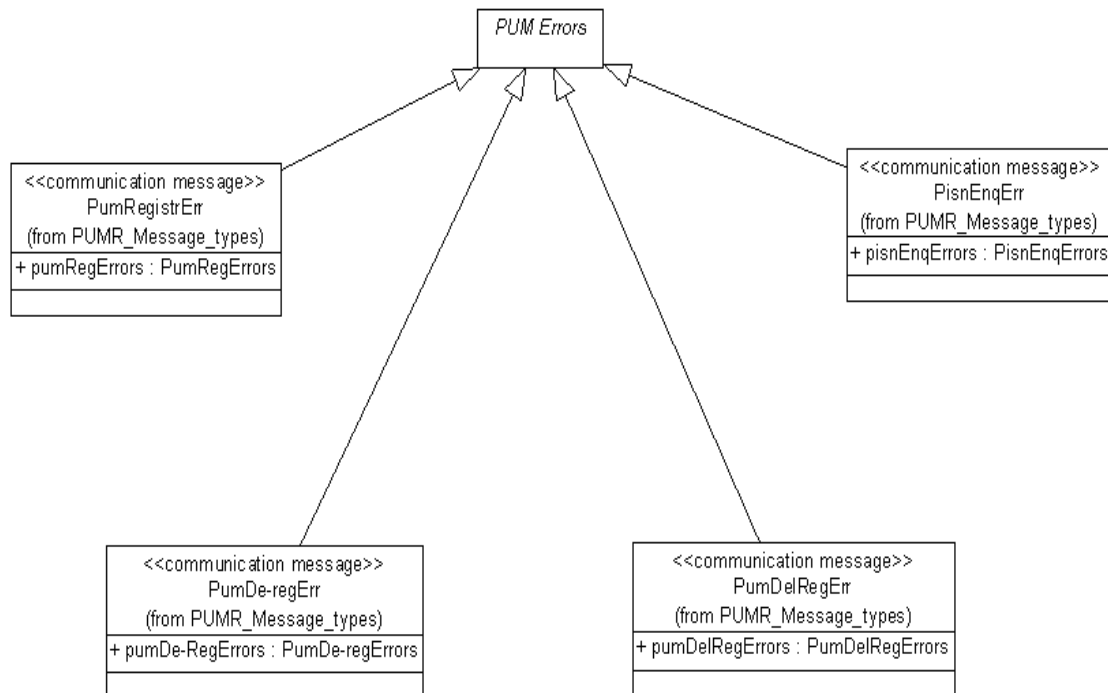 PUM Errors
<<communication message>>
PumRegistrErr
(from PUMR_Message_types)
+ pumRegErrors : PumRegErrors
<<communication message>>
PisnEnqErr
(from PUMR_Message_types)
+ pisnEnqErrors : PisnEnqErrors
<<communication message>>
PumDe-regErr
(from PUMR_Message_types)
+ pumDe-RegErrors : PumDe-regErrors
<<communication message>>
PumDelRegErr
(from PUMR_Message_types)
+ pumDelRegErrors : PumDelRegErrors